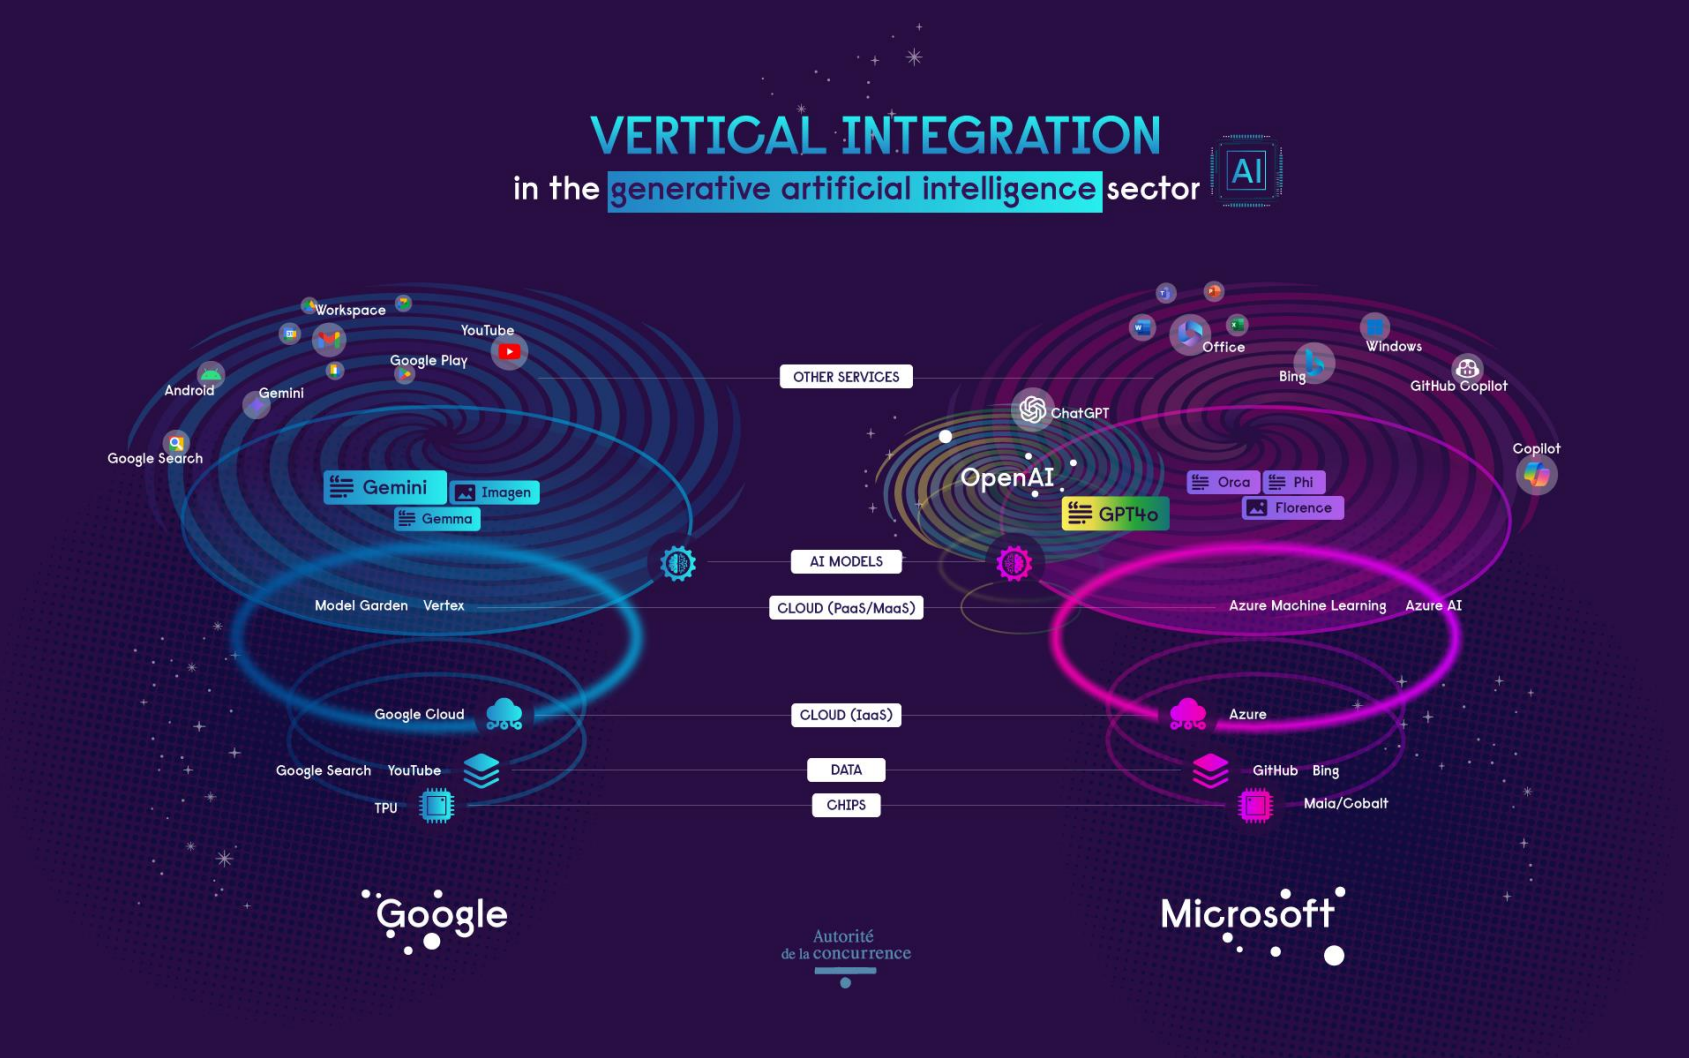 VERTICAL INTEGRATION
in the generative artificial intelligence sector
AI
Workspace
YouTube
Google Play
Android
Gemini
Google Search
OTHER SERVICES
Office
Windows
Bing
GitHub Copilot
ChatGPT
Copilot
Gemini
Imagen
Gemma
OpenAI
GPT4o
Orca
Phi
Florence
AI MODELS
Model Garden Vertex
CLOUD (PaaS/MaaS)
Azure Machine Learning Azure AI
Google Cloud
CLOUD (IaaS)
Azure
Google Search YouTube
DATA
GitHub Bing
TPU
CHIPS
Maia/Cobalt
Google
Microsoft
Autorité
de la concurrence